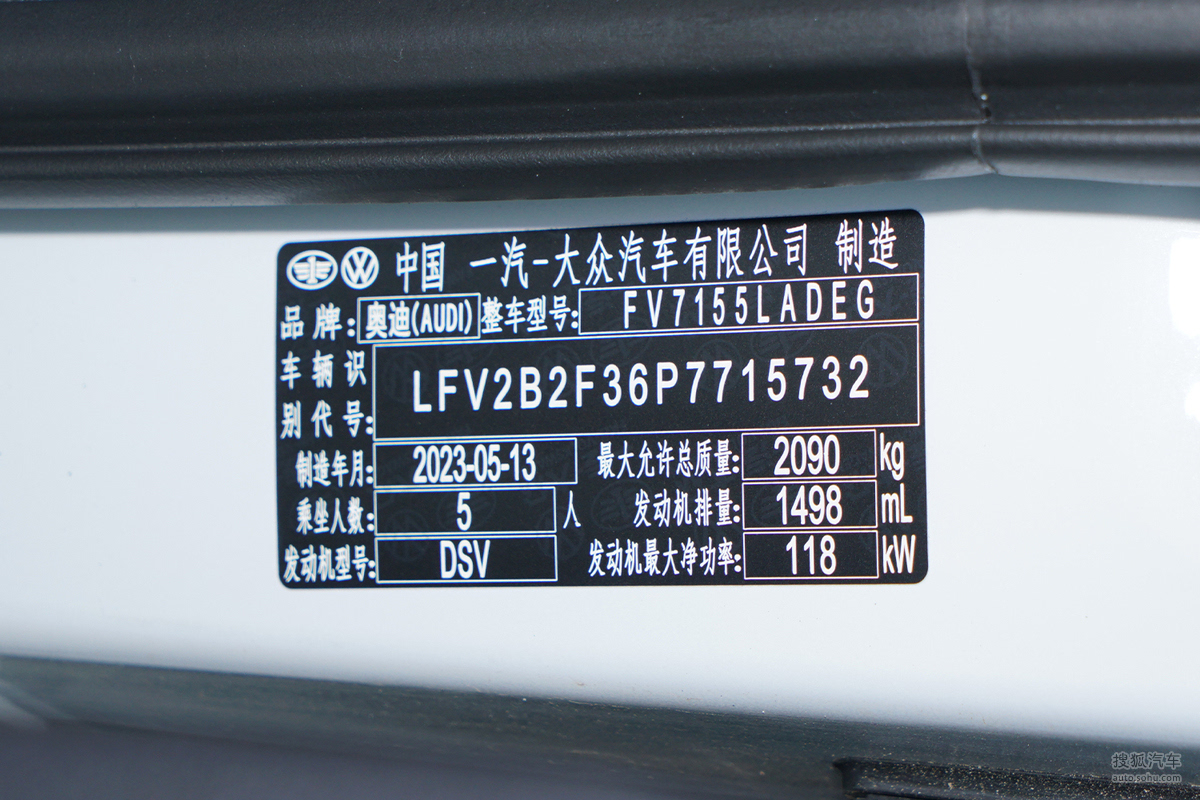 中国 一汽-大众汽车有限公司 制造
品牌: 奥迪(AUDI) 整车型号: FV7155LADEG
车辆识别代号: LFV2B2F36P7715732
制造年月: 2023-05-13 最大允许总质量: 2090 kg
乘坐人数: 5 人 发动机排量: 1498 mL
发动机型号: DSV 发动机最大净功率: 118 kW
搜狐汽车
auto.sohu.com